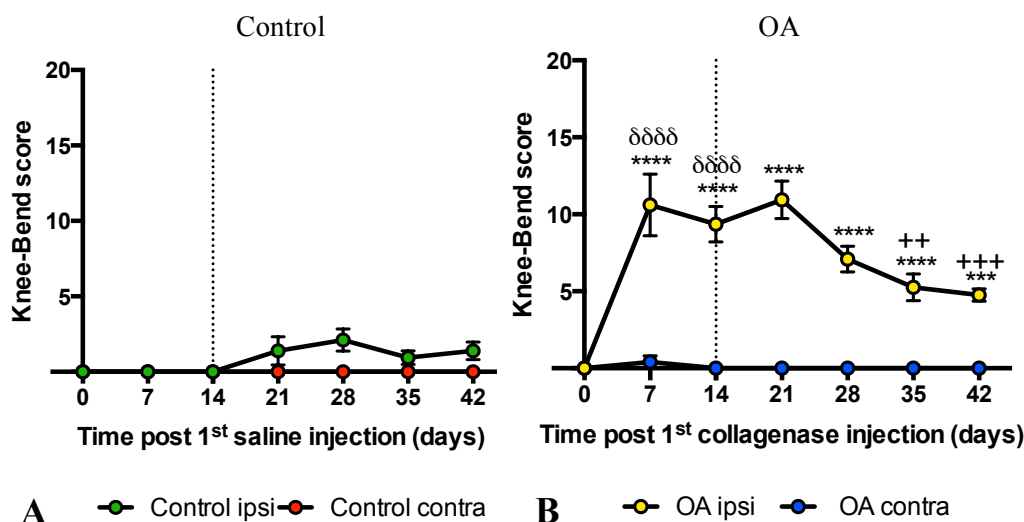 Control
OA
20
15
10
5
Knee-Bend score
0 7 14 21 28 35 42
Time post 1st saline injection (days)
A
Control ipsi
Control contra
20
15
10
5
Knee-Bend score
δδδδ
****
δδδδ
****
****
****
++
****
+++
***
0 7 14 21 28 35 42
Time post 1st collagenase injection (days)
B
OA ipsi
OA contra